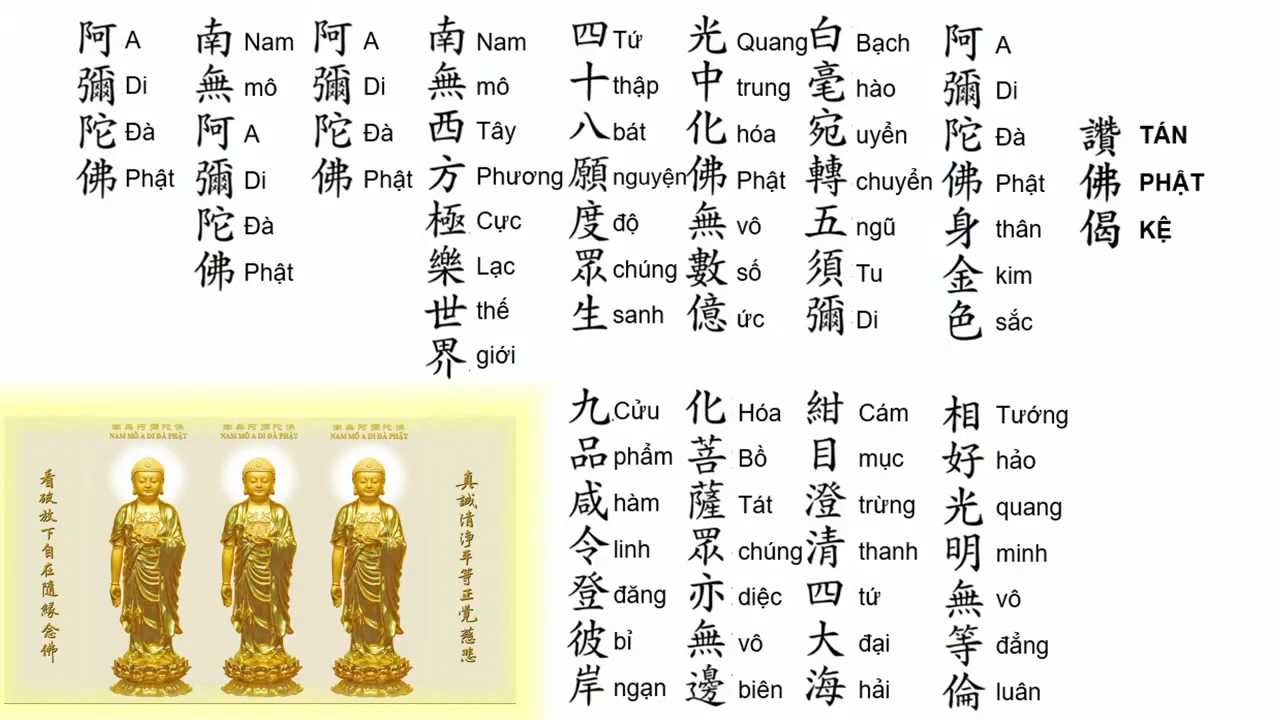 讚佛偈
TÁN PHẬT KỆ
阿彌陀佛身金色
A Di Đà Phật thân kim sắc
相好光明無等倫
Tướng hảo quang minh vô đẳng luân
白毫宛轉五須彌
Bạch hào uyển chuyển ngũ Tu Di
紺目澄清四大海
Cám mục trừng thanh tứ đại hải
光中化佛無數億
Quang trung hóa Phật vô số ức
化菩薩眾亦無邊
Hóa Bồ Tát chúng diệc vô biên
四十八願度眾生
Tứ thập bát nguyện độ chúng sanh
九品咸令登彼岸
Cửu phẩm hàm linh đăng bỉ ngạn
南無西方極樂世界
Nam mô Tây Phương Cực Lạc thế giới
阿彌陀佛
A Di Đà Phật
南無阿彌陀佛
Nam mô A Di Đà Phật
阿彌陀佛
A Di Đà Phật
真誠清淨平等正覺慈悲
南無阿彌陀佛
NAM MÔ A DI ĐÀ PHẬT
南無阿彌陀佛
NAM MÔ A DI ĐÀ PHẬT
南無阿彌陀佛
NAM MÔ A DI ĐÀ PHẬT
看破放下自在隨緣念佛